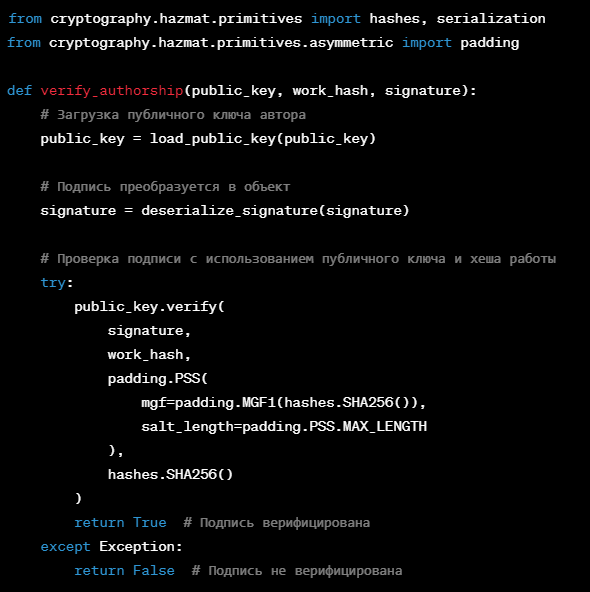 from cryptography.hazmat.primitives import hashes, serialization
from cryptography.hazmat.primitives.asymmetric import padding
def verify_authorship(public_key, work_hash, signature):
# Загрузка публичного ключа автора
public_key = load_public_key(public_key)
# Подпись преобразуется в объект
signature = deserialize_signature(signature)
# Проверка подписи с использованием публичного ключа и хеша работы
try:
public_key.verify(
signature,
work_hash,
padding.PSS(
mgf=padding.MGF1(hashes.SHA256()),
salt_length=padding.PSS.MAX_LENGTH
),
hashes.SHA256()
)
return True  # Подпись верифицирована
except Exception:
return False  # Подпись не верифицирована